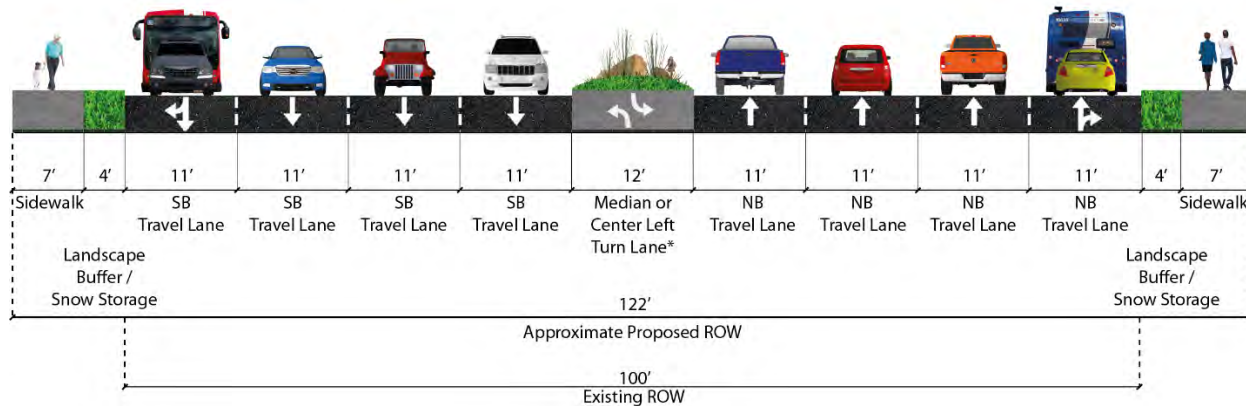 7’ 4’ 11’ 11’ 11’ 11’ 12’ 11’ 11’ 11’ 11’ 4’ 7’
Sidewalk
SB
Travel Lane
SB
Travel Lane
SB
Travel Lane
SB
Travel Lane
Median or
Center Left
Turn Lane*
NB
Travel Lane
NB
Travel Lane
NB
Travel Lane
NB
Travel Lane
Sidewalk
Landscape
Buffer /
Snow Storage
Landscape
Buffer /
Snow Storage
122’
Approximate Proposed ROW
100’
Existing ROW